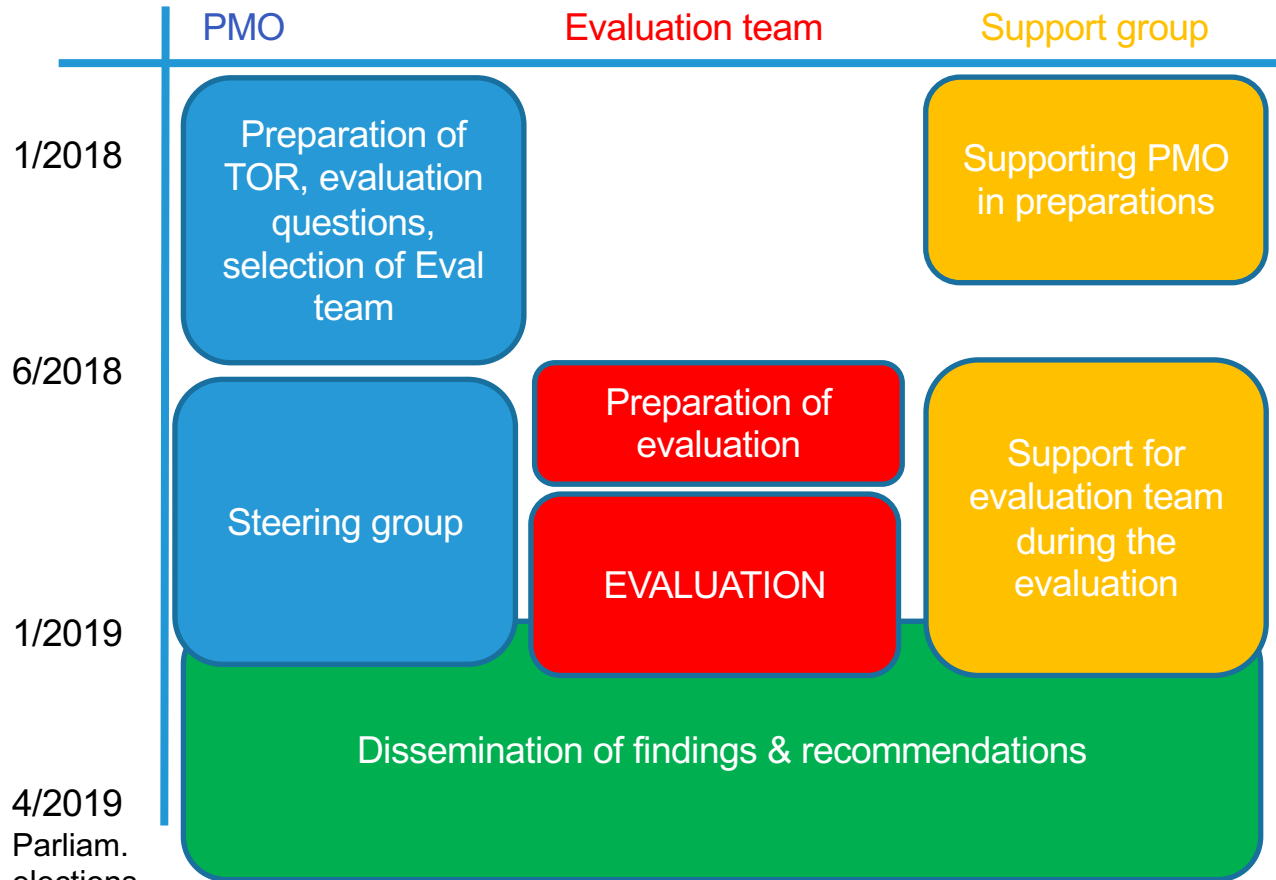 PMO
Evaluation team
Support group
1/2018
Preparation of
TOR, evaluation
questions,
selection of Eval
team
Supporting PMO
in preparations
6/2018
Steering group
Preparation of
evaluation
EVALUATION
Support for
evaluation team
during the
evaluation
1/2019
Dissemination of findings & recommendations
4/2019
Parliam.
elections